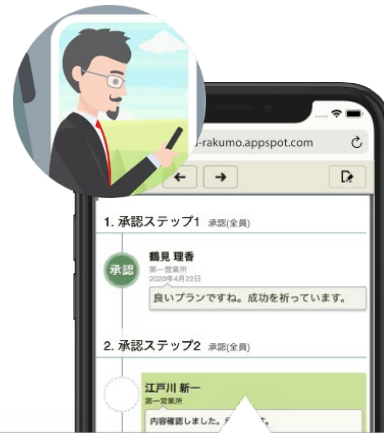 -rakumo.appspot.com
1. 承認ステップ1 承認(全員)
承認
鶴見 理香
第一営業所
2020年4月22日
良いプランですね。成功を祈っています。
2. 承認ステップ2 承認(全員)
江戸川 新一
第一営業所
内容確認しました。
す。